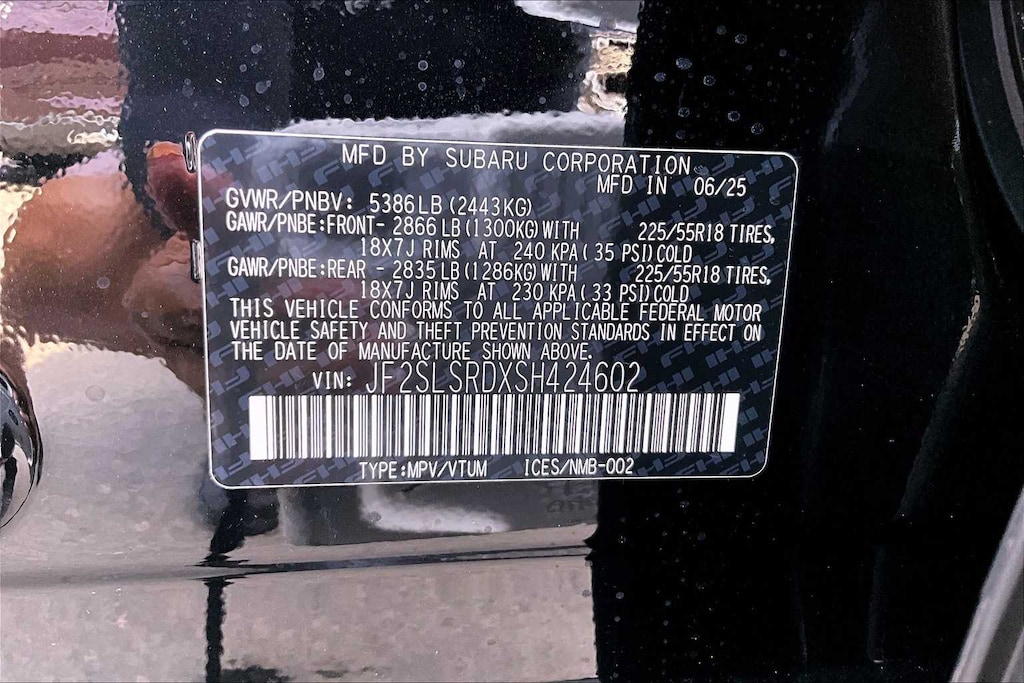 MFD BY SUBARU CORPORATION
MFD IN 06/25
GVWR/PNBV: 5386LB(2443KG)
GAWR/PNBE:FRONT- 2866 LB(1300KG)WITH 225/55R18 TIRES,
18X7J RIMS AT 240 KPA(35 PSI)COLD
GAWR/PNBE:REAR - 2835 LB(1286KG)WITH 225/55R18 TIRES,
18X7J RIMS AT 230 KPA(33 PSI)COLD
THIS VEHICLE CONFORMS TO ALL APPLICABLE FEDERAL MOTOR
VEHICLE SAFETY AND THEFT PREVENTION STANDARDS IN EFFECT ON
THE DATE OF MANUFACTURE SHOWN ABOVE.
VIN: JF2SLSRDXSH424602
TYPE:MPV/VTUM ICES/NMB-002